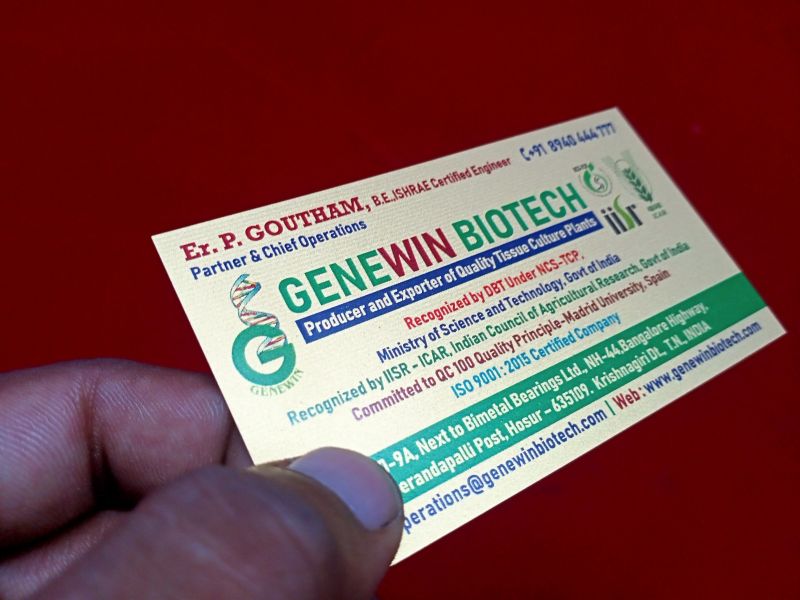 Er. P. GOUTHAM, B.E.,ISHRAE Certified Engineer
Partner & Chief Operations
+91 8940 444 777
GENEWIN BIOTECH
Producer and Exporter of Quality Tissue Culture Plants
iisr
ICAR
G
GENEWIN
Recognized by DBT Under NCS-TCP.
Ministry of Science and Technology, Govt of India
Recognized by IISR - ICAR, Indian Council of Agricultural Research, Govt of India
Committed to QC 100 Quality Principle-Madrid University, Spain
ISO 9001 : 2015 Certified Company
-9A, Next to Bimetal Bearings Ltd., NH-44, Bangalore Highway,
erandapalli Post, Hosur - 635109. Krishnagiri Dt., T.N., INDIA
perations@genewinbiotech.com | Web : www.genewinbiotech.com